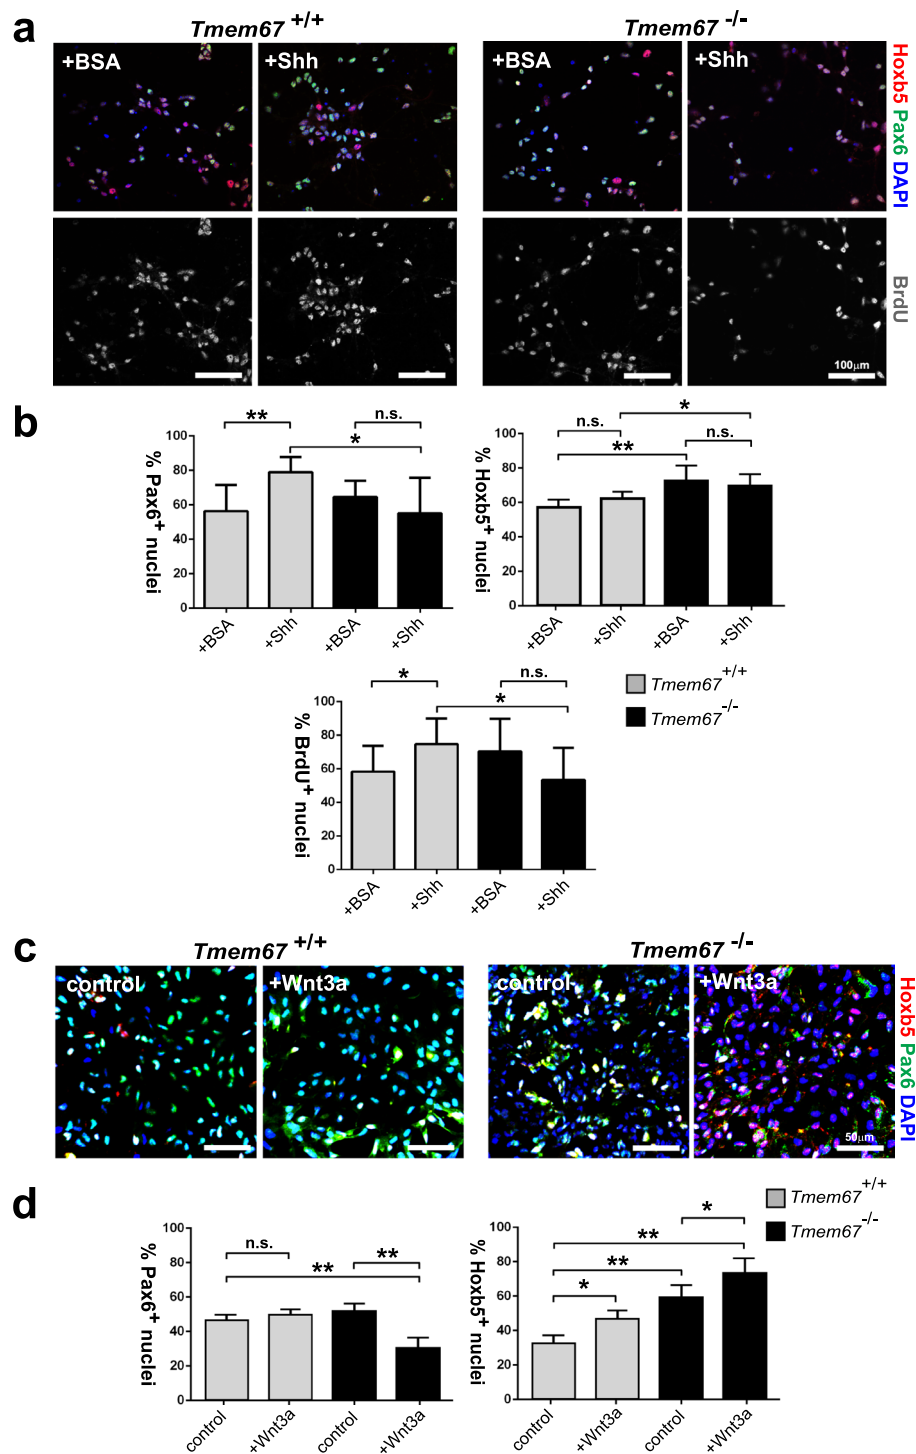 a
Tmem67 +/+
Tmem67 -/-
+BSA
+Shh
+BSA
+Shh
Hoxb5 Pax6 DAPI
BrdU
100µm
b
**
n.s.
*
% Pax6+ nuclei
100
80
60
40
20
0
+BSA
+Shh
+BSA
+Shh
*
n.s.
n.s.
**
% Hoxb5+ nuclei
100
80
60
40
20
0
+BSA
+Shh
+BSA
+Shh
n.s.
*
*
% BrdU+ nuclei
100
80
60
40
20
0
+BSA
+Shh
+BSA
+Shh
Tmem67+/+
Tmem67-/-
c
Tmem67 +/+
Tmem67 -/-
control
+Wnt3a
control
+Wnt3a
Hoxb5 Pax6 DAPI
50µm
d
Tmem67+/+
Tmem67-/-
n.s.
**
**
% Pax6+ nuclei
100
80
60
40
20
0
control
+Wnt3a
control
+Wnt3a
*
**
**
*
% Hoxb5+ nuclei
100
80
60
40
20
0
control
+Wnt3a
control
+Wnt3a